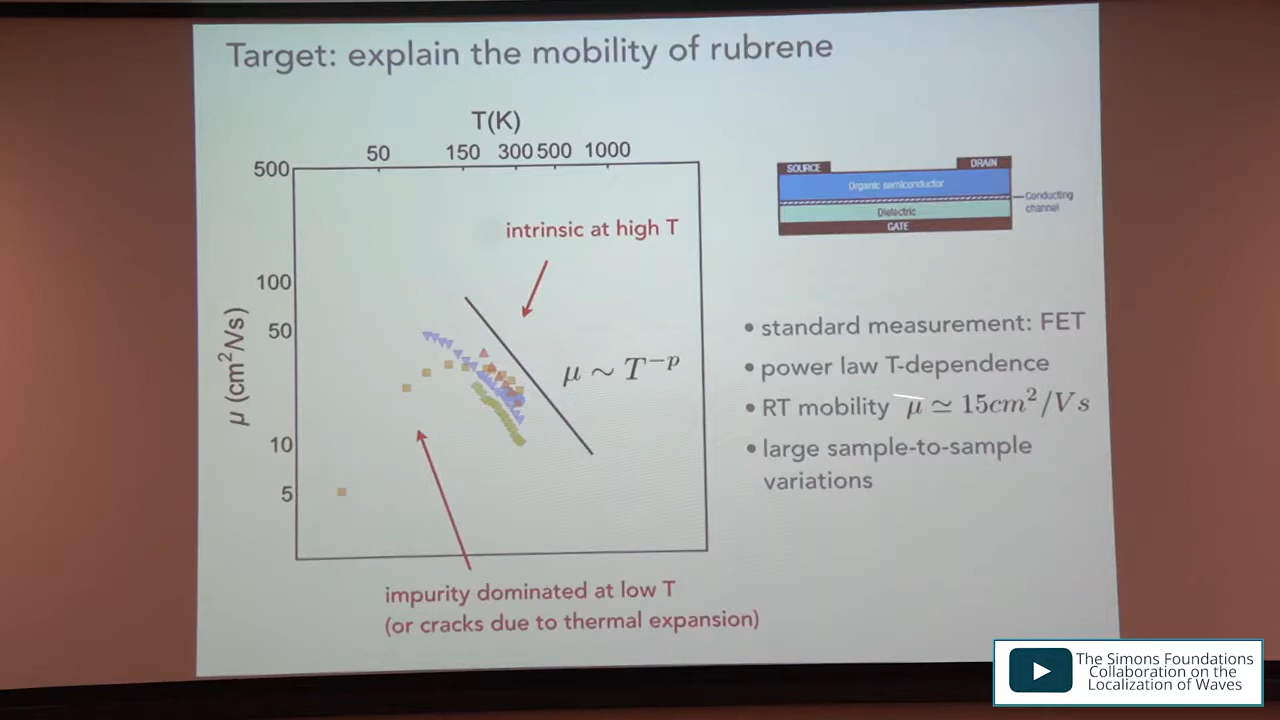 Target: explain the mobility of rubrene
T(K)
50 150 300 500 1000
500
100
50
10
5
μ (cm²/Vs)
intrinsic at high T
μ ∼ T⁻ᵖ
impurity dominated at low T
(or cracks due to thermal expansion)
SOURCE
DRAIN
Organic semiconductor
Conducting
channel
Dielectric
GATE
• standard measurement: FET
• power law T-dependence
• RT mobility μ ≃ 15cm²/Vs
• large sample-to-sample
variations
The Simons Foundations
Collaboration on the
Localization of Waves